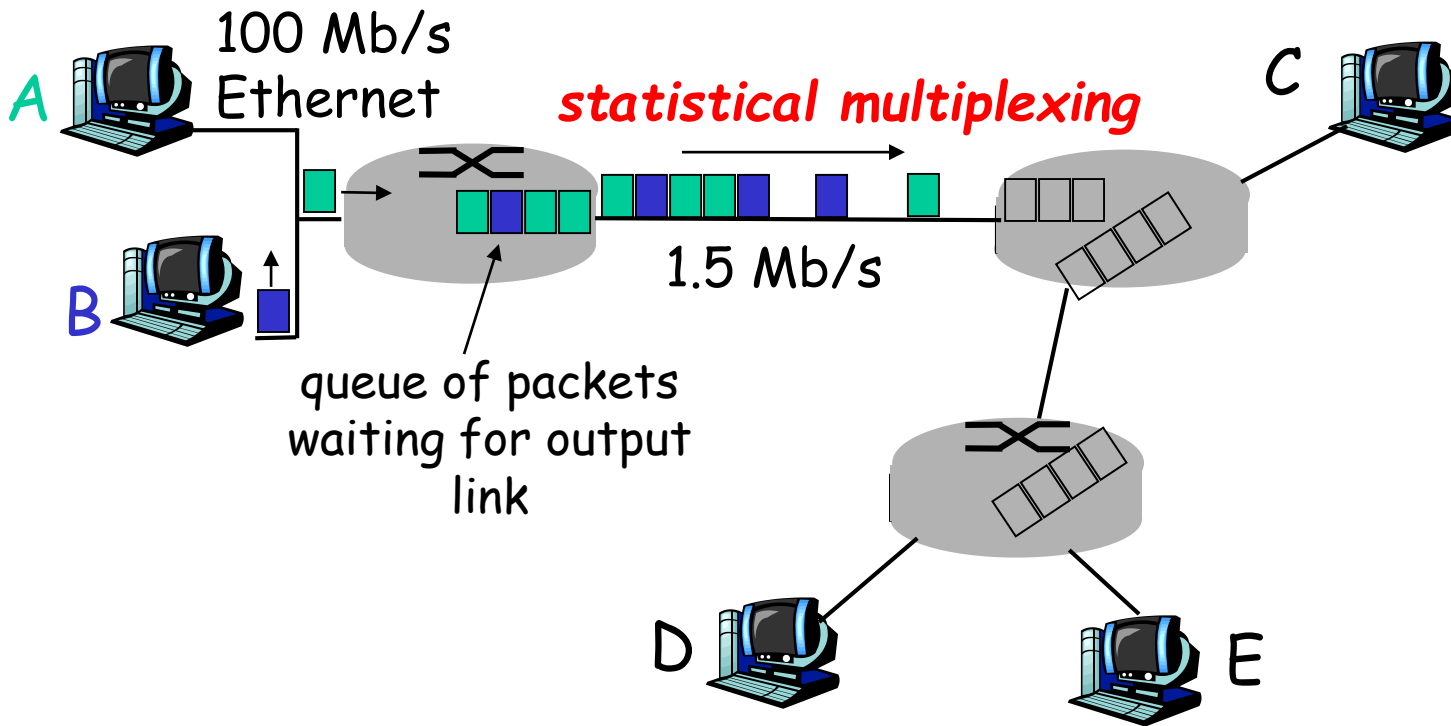 100 Mb/s
Ethernet
A
statistical multiplexing
C
B
1.5 Mb/s
queue of packets
waiting for output
link
D
E